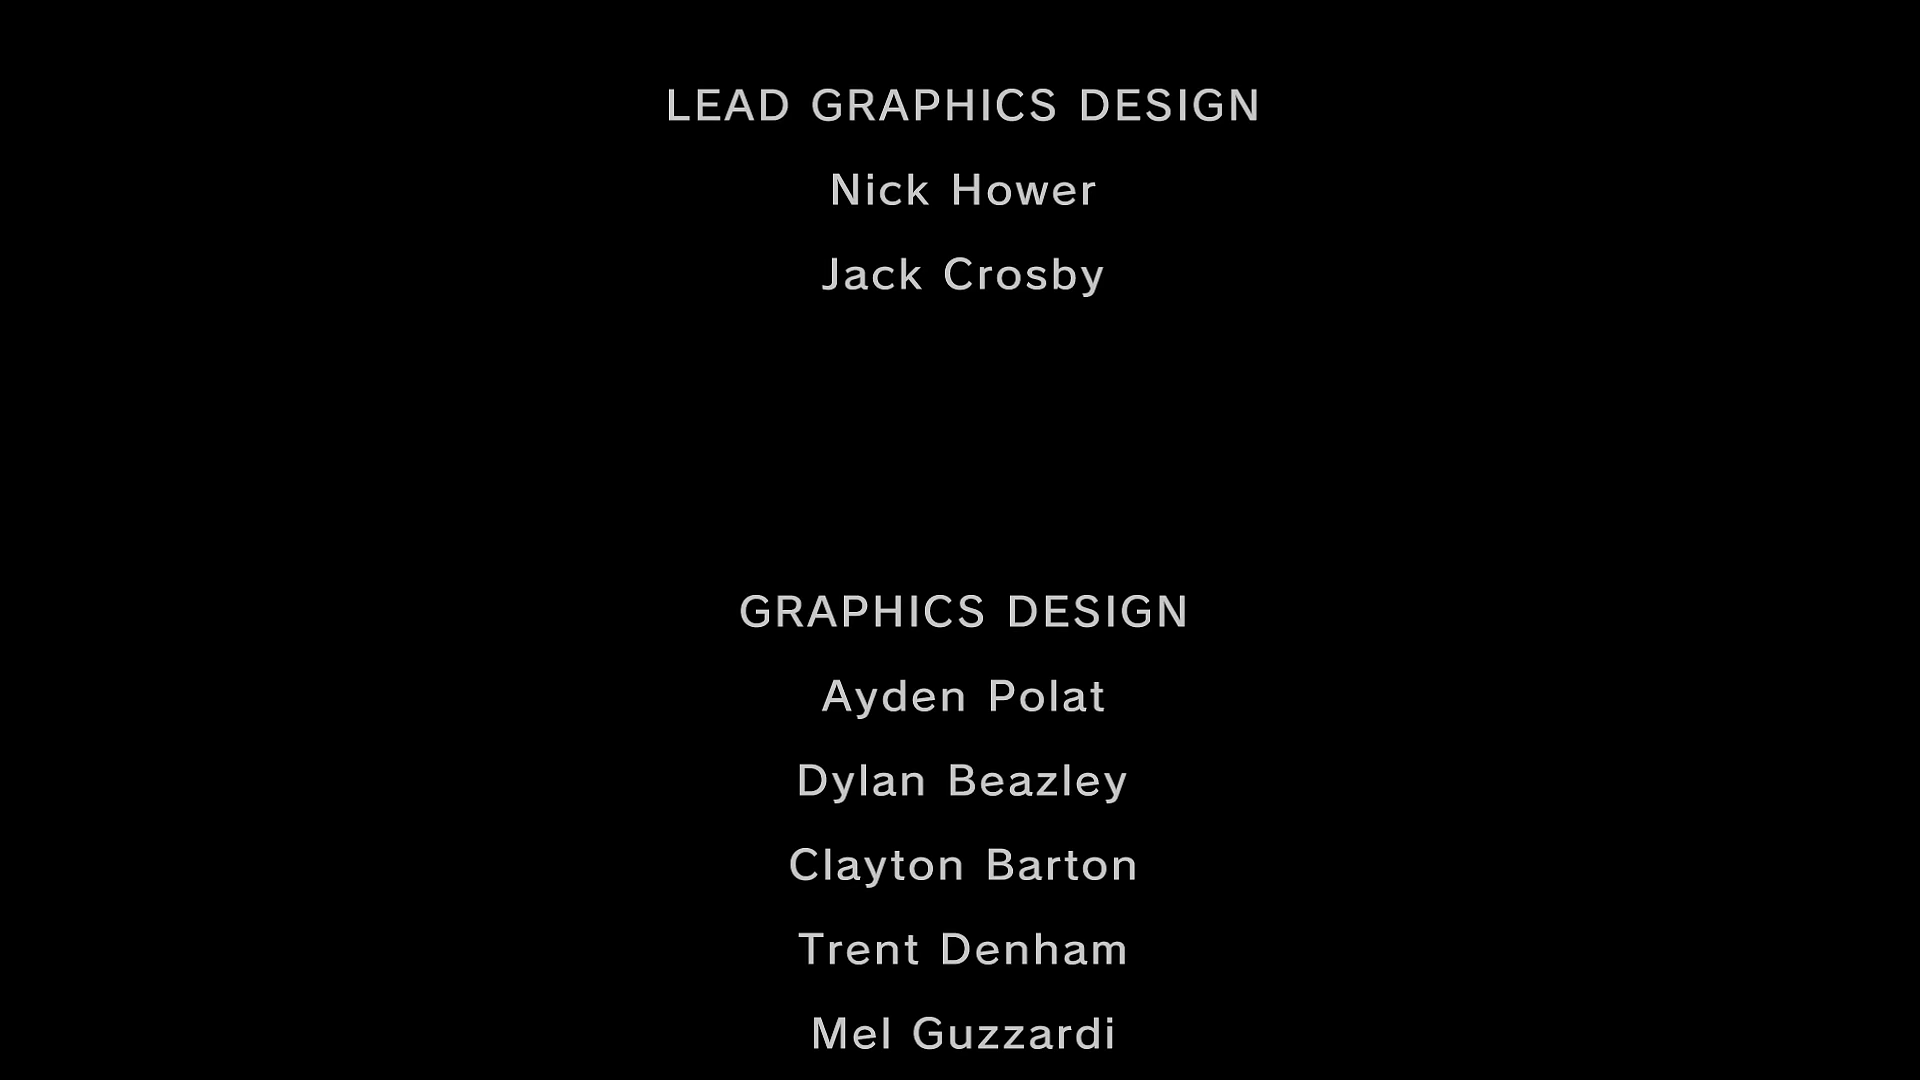 LEAD GRAPHICS DESIGN
Nick Hower
Jack Crosby
GRAPHICS DESIGN
Ayden Polat
Dylan Beazley
Clayton Barton
Trent Denham
Mel Guzzardi